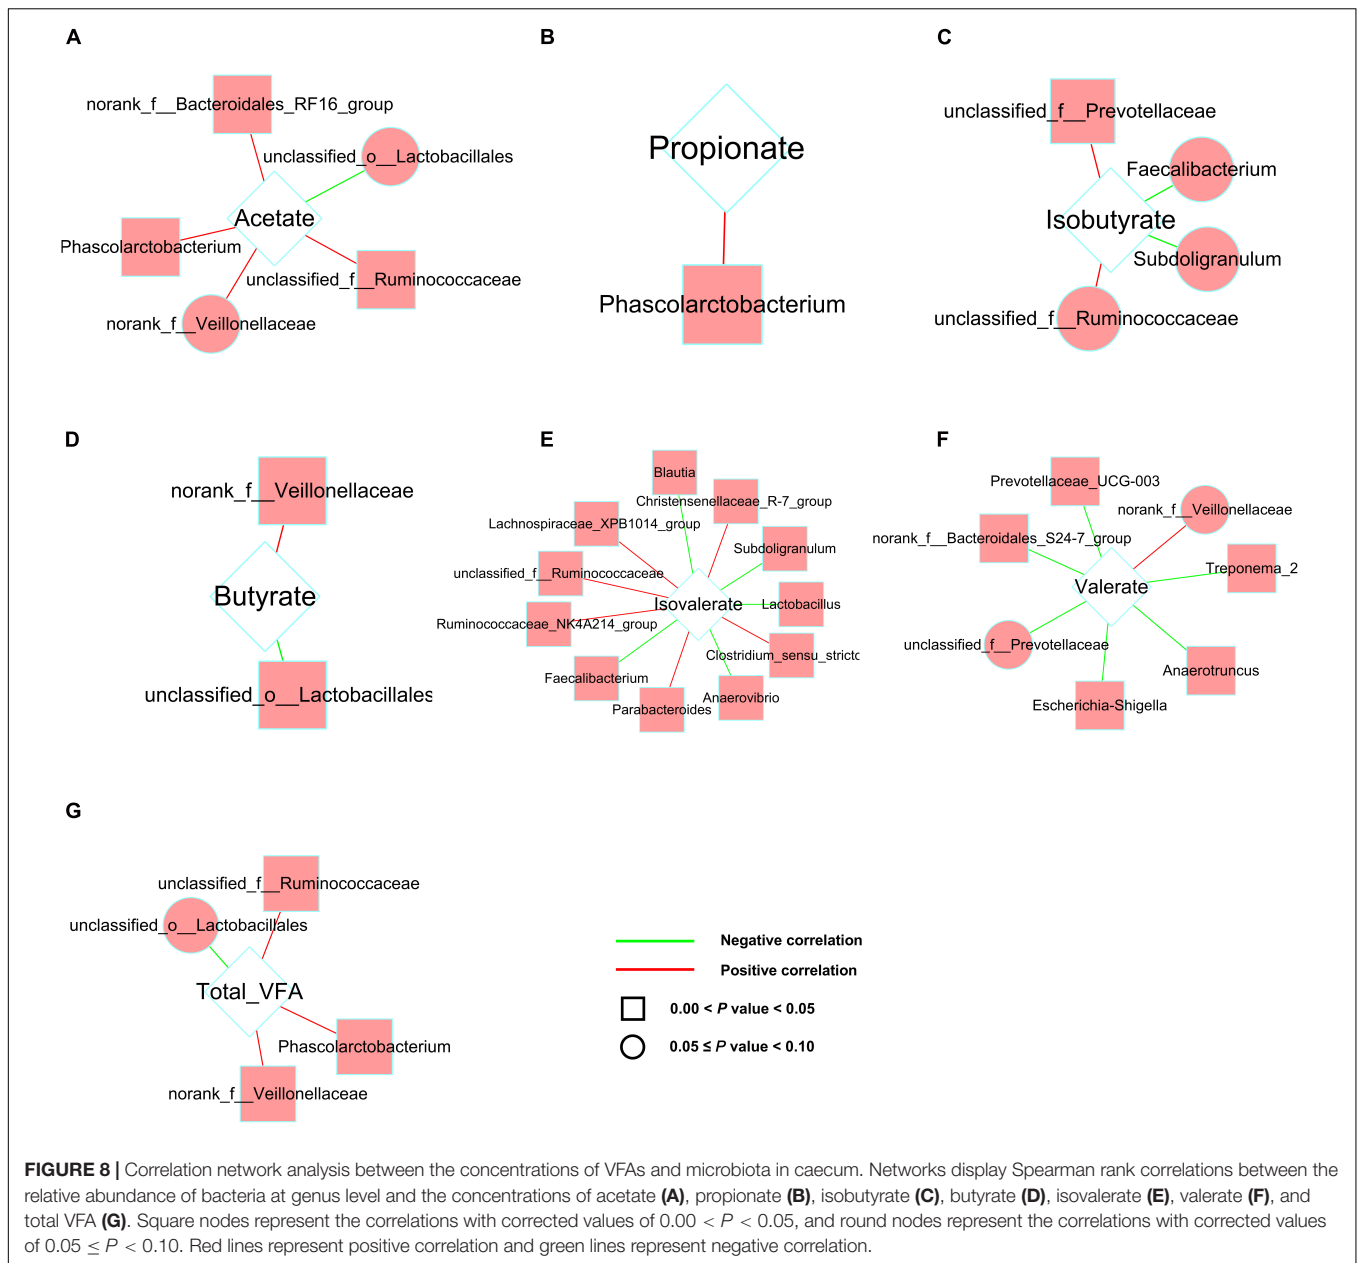 A
norank_f__Bacteroidales_RF16_group
unclassified_o__Lactobacillales
Acetate
Phascolarctobacterium
unclassified_f__Ruminococcaceae
norank_f__Veillonellaceae
B
Propionate
Phascolarctobacterium
C
unclassified_f__Prevotellaceae
Faecalibacterium
Isobutyrate
Subdoligranulum
unclassified_f__Ruminococcaceae
D
norank_f__Veillonellaceae
Butyrate
unclassified_o__Lactobacillales
E
Blautia
Christensenellaceae_R-7_group
Lachnospiraceae_XPB1014_group
Subdoligranulum
unclassified_f__Ruminococcaceae
Isovalerate
Lactobacillus
Ruminococcaceae_NK4A214_group
Clostridium_sensu_stricto
Faecalibacterium
Anaerovibrio
Parabacteroides
F
Prevotellaceae_UCG-003
norank_f__Veillonellaceae
norank_f__Bacteroidales_S24-7_group
Treponema_2
Valerate
unclassified_f__Prevotellaceae
Anaerotruncus
Escherichia-Shigella
G
unclassified_f__Ruminococcaceae
unclassified_o__Lactobacillales
Total_VFA
Phascolarctobacterium
norank_f__Veillonellaceae
Negative correlation
Positive correlation
0.00 < P value < 0.05
0.05 ≤ P value < 0.10
FIGURE 8 | Correlation network analysis between the concentrations of VFAs and microbiota in caecum. Networks display Spearman rank correlations between the
relative abundance of bacteria at genus level and the concentrations of acetate (A), propionate (B), isobutyrate (C), butyrate (D), isovalerate (E), valerate (F), and
total VFA (G). Square nodes represent the correlations with corrected values of 0.00 < P < 0.05, and round nodes represent the correlations with corrected values
of 0.05 ≤ P < 0.10. Red lines represent positive correlation and green lines represent negative correlation.